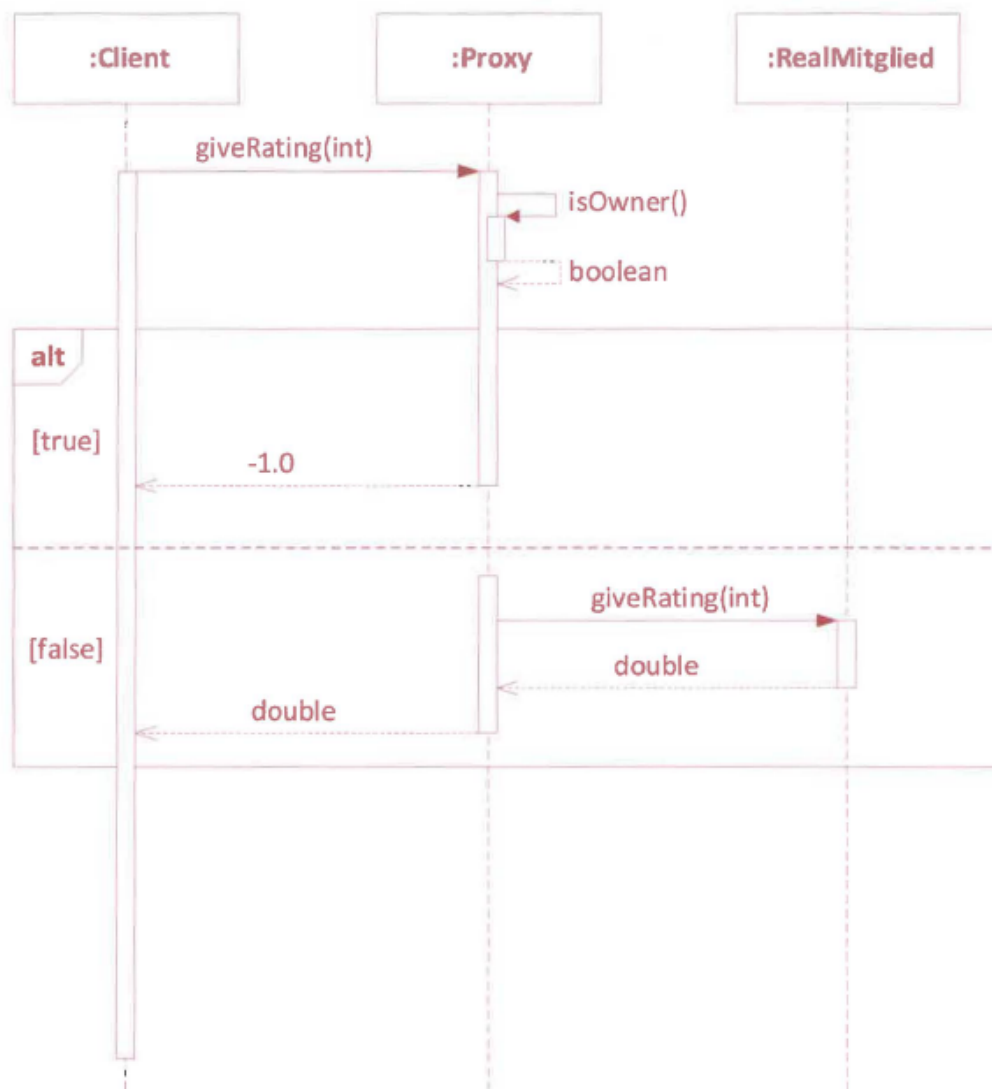 :Client
:Proxy
:RealMitglied
giveRating(int)
isOwner()
boolean
alt
[true]
-1.0
giveRating(int)
[false]
double
double